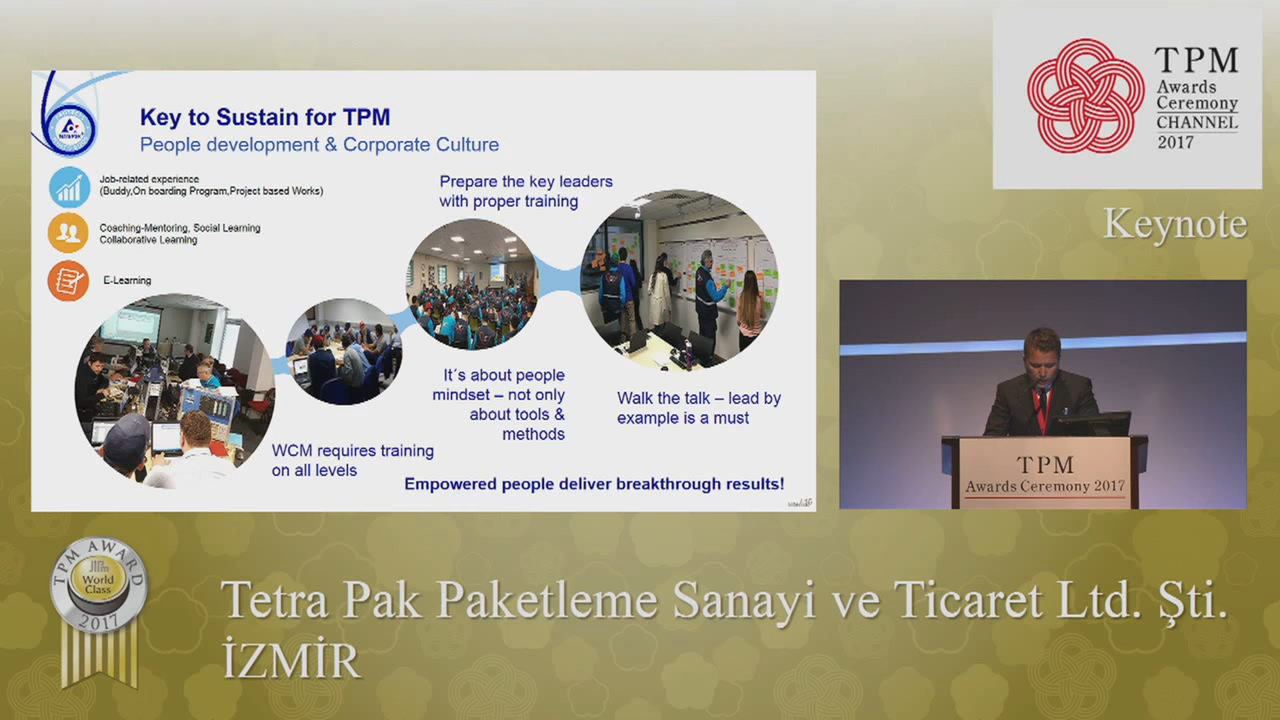 Key to Sustain for TPM
People development & Corporate Culture
Job-related experience
(Buddy,On boarding Program,Project based Works)
Coaching-Mentoring, Social Learning
Collaborative Learning
E-Learning
Prepare the key leaders
with proper training
It´s about people
mindset – not only
about tools &
methods
Walk the talk – lead by
example is a must
WCM requires training
on all levels
Empowered people deliver breakthrough results!
TPM
Awards
Ceremony
CHANNEL
2017
Keynote
TPM
Awards Ceremony 2017
TPM AWARD
JIPM
World
Class
2017
Tetra Pak Paketleme Sanayi ve Ticaret Ltd. Şti.
İZMİR